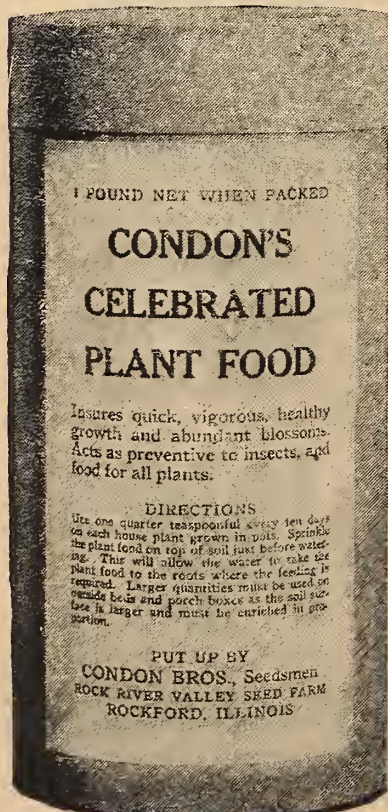 1 POUND NET WHEN PACKED
CONDON'S
CELEBRATED
PLANT FOOD
Insures quick, vigorous, healthy
growth and abundant blossoms.
Acts as preventive to insects, and
food for all plants.
DIRECTIONS
Use one quarter teaspoonful every ten days
on each house plant grown in pots. Sprinkle
the plant food on top of soil just before water-
ing. This will allow the water to take the
plant food to the roots where the feeding is
required. Larger quantities must be used on
outside beds and porch boxes as the soil sur-
face is larger and must be enriched in pro-
portion.
PUT UP BY
CONDON BROS., Seedsmen
ROCK RIVER VALLEY SEED FARM
ROCKFORD, ILLINOIS